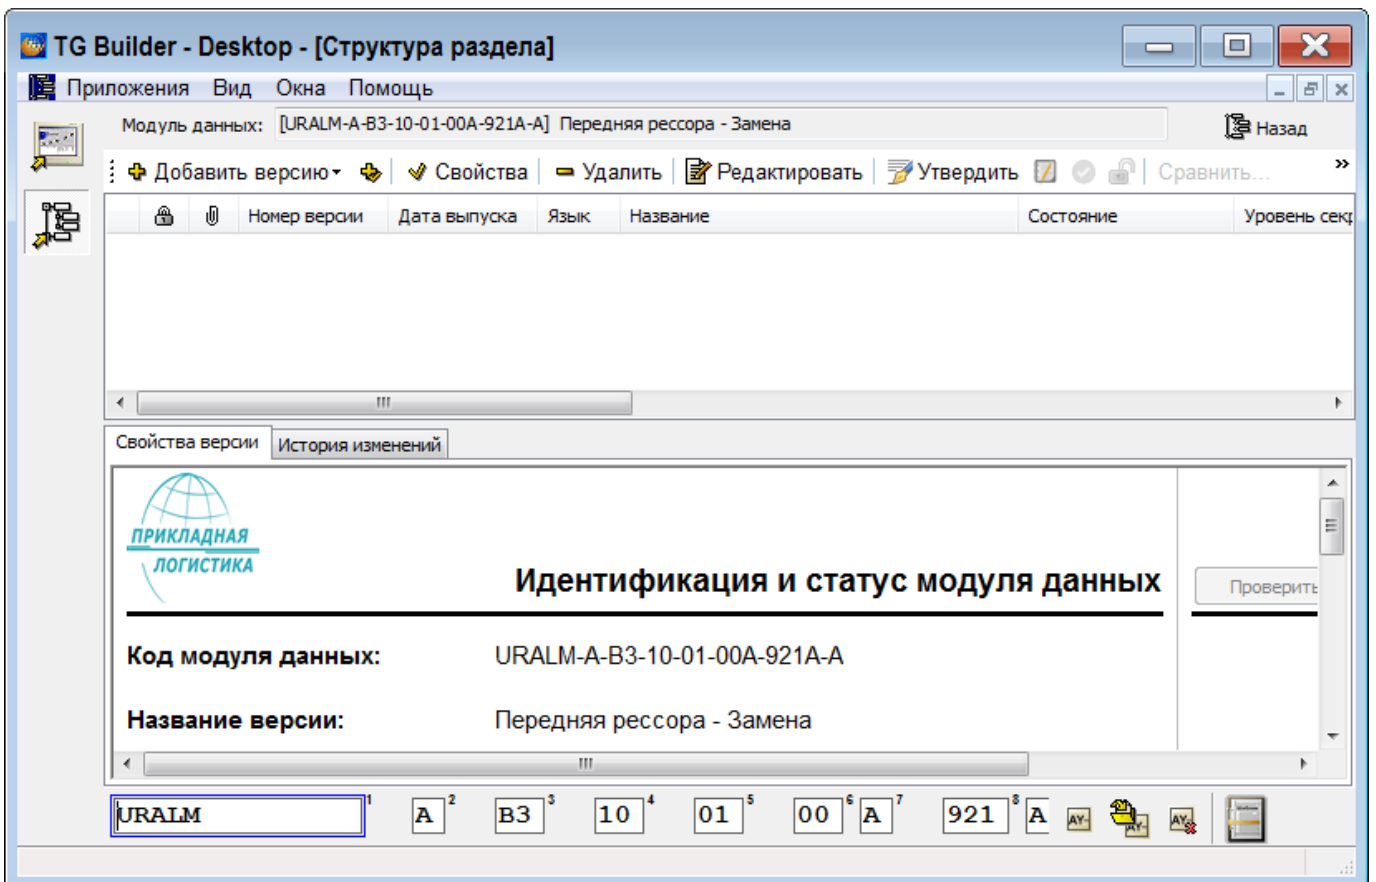 TG Builder - Desktop - [Структура раздела]
Приложения Вид Окна Помощь
Модуль данных: [URALM-A-B3-10-01-00A-921A-A] Передняя рессора - Замена
Назад
Добавить версию Свойства Удалить Редактировать Утвердить Сравнить... »
Номер версии Дата выпуска Язык Название Состояние Уровень секр
Свойства версии История изменений
ПРИКЛАДНАЯ
ЛОГИСТИКА
Идентификация и статус модуля данных
Проверить
Код модуля данных: URALM-A-B3-10-01-00A-921A-A
Название версии: Передняя рессора - Замена
URALM 1 A 2 B3 3 10 4 01 5 00 6 A 7 921 8 A AY- AY- AY-